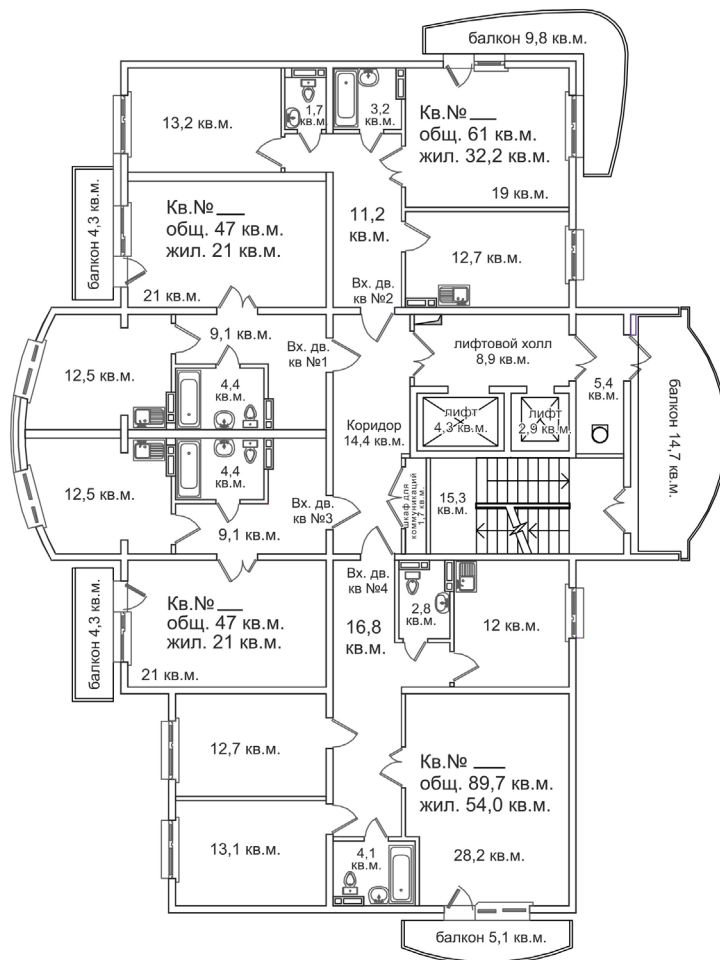 балкон 9,8 кв.м.
13,2 кв.м.
1,7
кв.м.
3,2
кв.м.
Кв.№
общ. 61 кв.м.
жил. 32,2 кв.м.
19 кв.м.
балкон 4,3 кв.м.
Кв.№
общ. 47 кв.м.
жил. 21 кв.м.
21 кв.м.
11,2
кв.м.
12,7 кв.м.
Вх. дв.
кв №2
9,1 кв.м.
Вх. дв.
кв №1
лифтовой холл
8,9 кв.м.
12,5 кв.м.
4,4
кв.м.
5,4
кв.м.
балкон 14,7 кв.м.
лифт
4,3 кв.м.
лифт
2,9 кв.м.
Коридор
14,4 кв.м.
12,5 кв.м.
4,4
кв.м.
шкаф для
коммуникаций
1,7 кв.м.
15,3
кв.м.
9,1 кв.м.
Вх. дв.
кв №3
Вх. дв.
кв №4
балкон 4,3 кв.м.
Кв.№
общ. 47 кв.м.
жил. 21 кв.м.
21 кв.м.
16,8
кв.м.
2,8
кв.м.
12 кв.м.
12,7 кв.м.
Кв.№
общ. 89,7 кв.м.
жил. 54,0 кв.м.
13,1 кв.м.
4,1
кв.м.
28,2 кв.м.
балкон 5,1 кв.м.